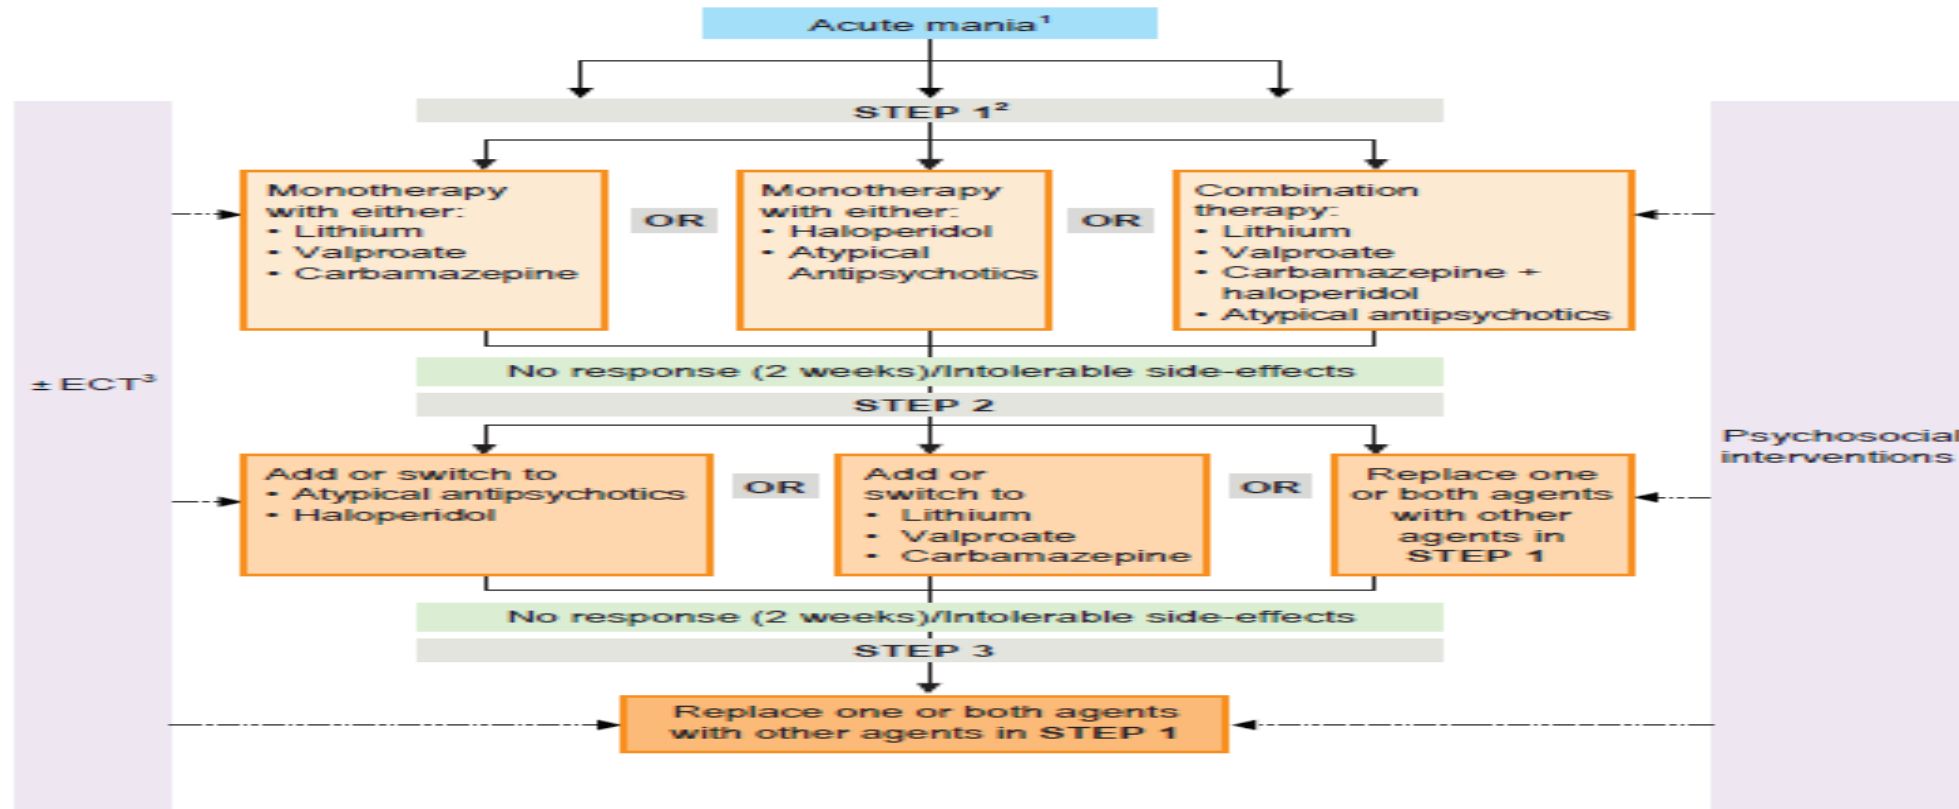 Acute mania¹
STEP 1²
Monotherapy
with either:
• Lithium
• Valproate
• Carbamazepine
OR
Monotherapy
with either:
• Haloperidol
• Atypical
Antipsychotics
OR
Combination
therapy:
• Lithium
• Valproate
• Carbamazepine +
haloperidol
• Atypical antipsychotics
No response (2 weeks)/Intolerable side-effects
± ECT³
STEP 2
Psychosocial
interventions
Add or switch to
• Atypical antipsychotics
• Haloperidol
OR
Add or
switch to
• Lithium
• Valproate
• Carbamazepine
OR
Replace one
or both agents
with other
agents in
STEP 1
No response (2 weeks)/Intolerable side-effects
STEP 3
Replace one or both agents
with other agents in STEP 1